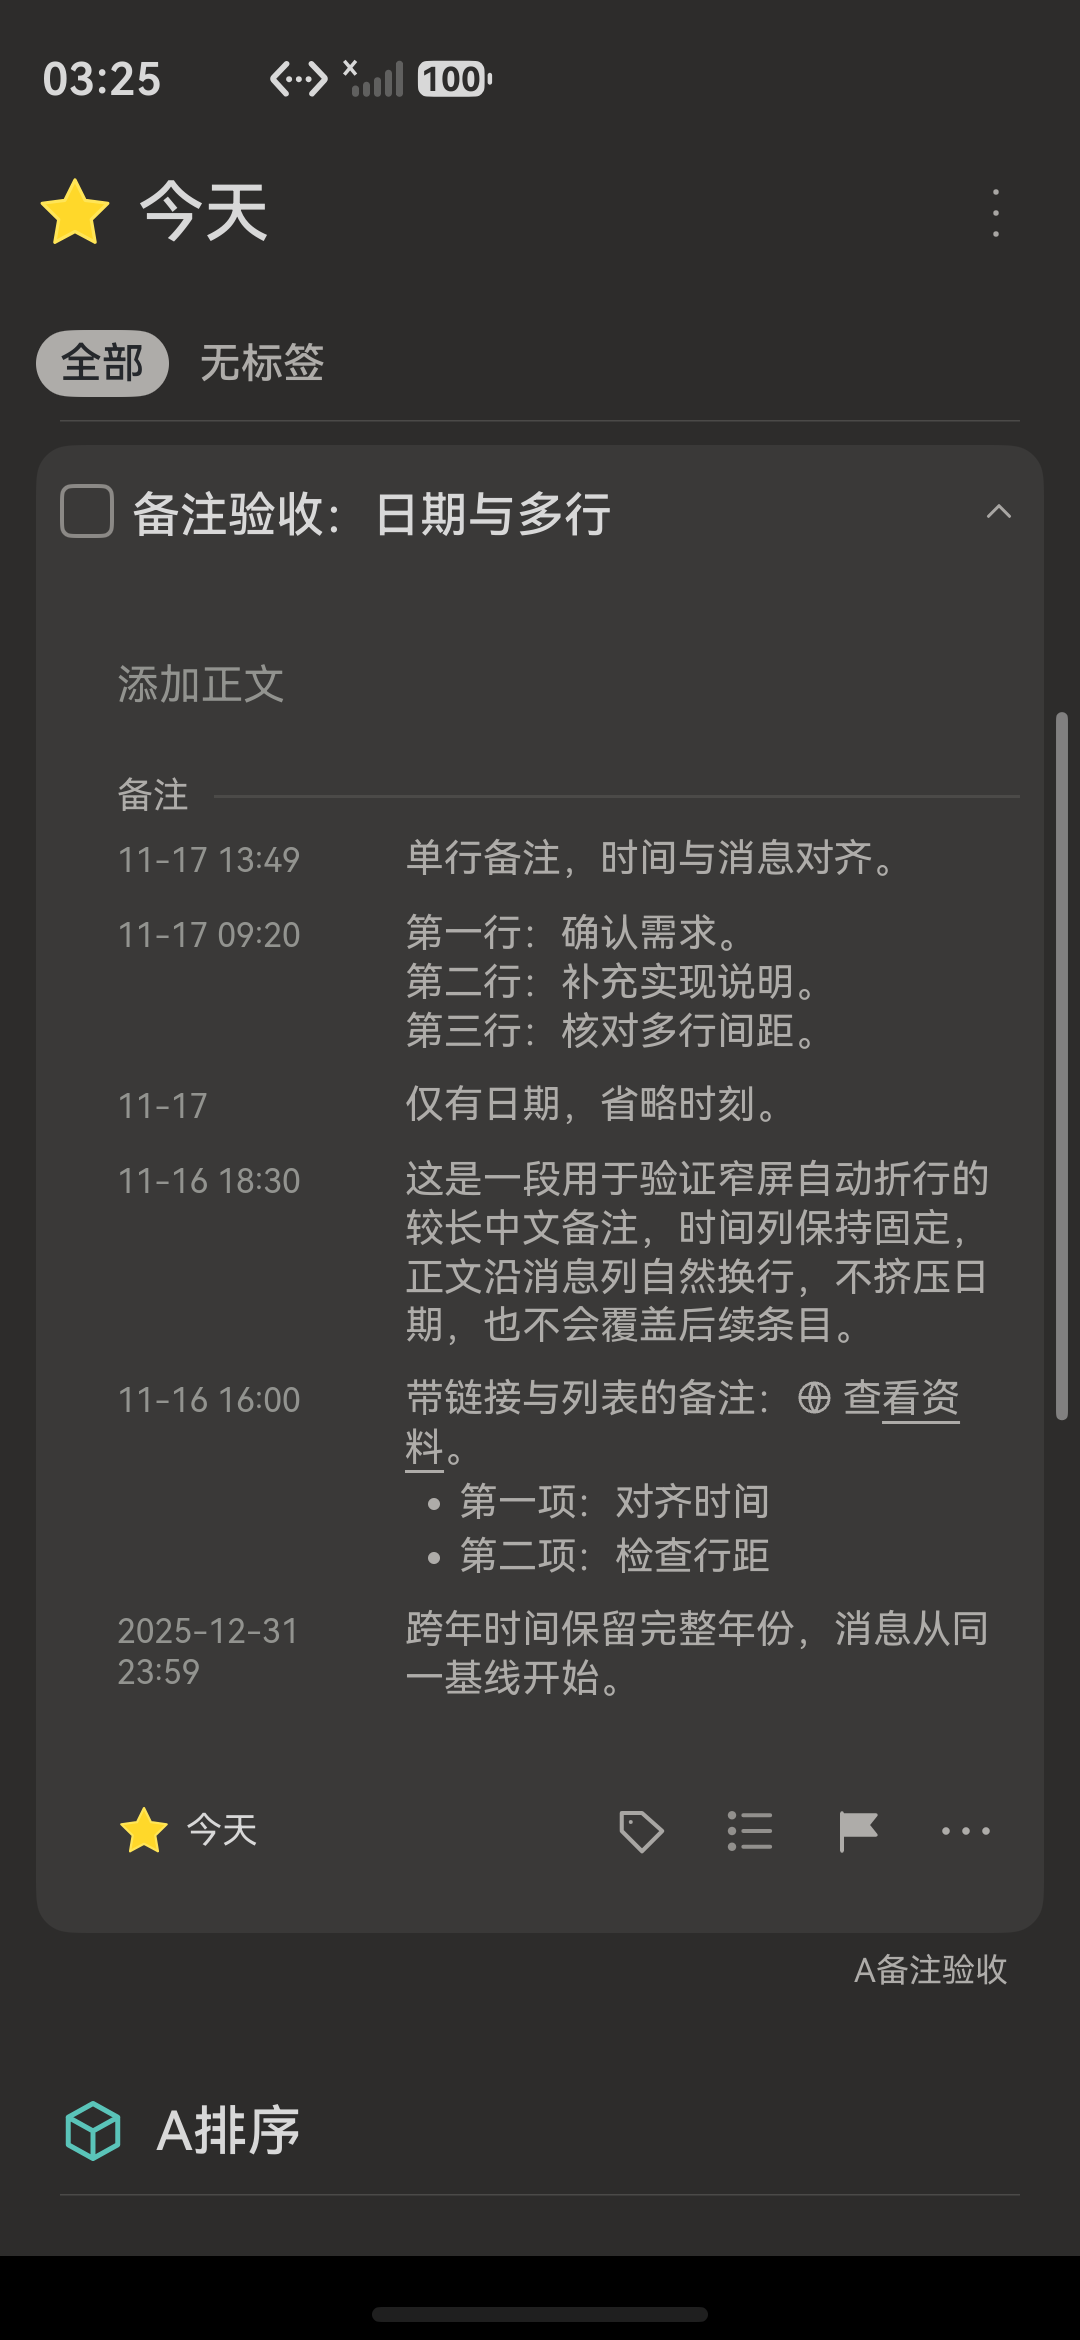 03:25
100
今天
全部 无标签
备注验收：日期与多行
添加正文
备注
11-17 13:49 单行备注，时间与消息对齐。
11-17 09:20 第一行：确认需求。
第二行：补充实现说明。
第三行：核对多行间距。
11-17 仅有日期，省略时刻。
11-16 18:30 这是一段用于验证窄屏自动折行的
较长中文备注，时间列保持固定，
正文沿消息列自然换行，不挤压日
期，也不会覆盖后续条目。
11-16 16:00 带链接与列表的备注：查看资
料。
• 第一项：对齐时间
• 第二项：检查行距
2025-12-31 跨年时间保留完整年份，消息从同
23:59 一基线开始。
今天
A备注验收
A排序